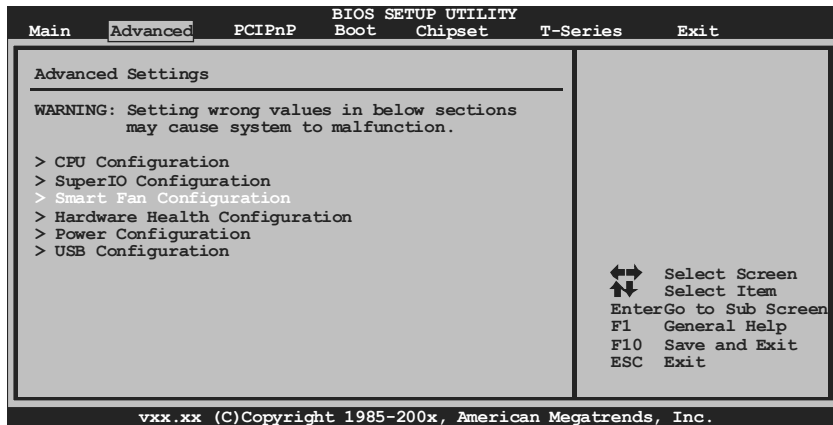 BIOS SETUP UTILITY
Main Advanced PCIPnP Boot Chipset T-Series Exit
Advanced Settings
WARNING: Setting wrong values in below sections
may cause system to malfunction.
> CPU Configuration
> SuperIO Configuration
> Smart Fan Configuration
> Hardware Health Configuration
> Power Configuration
> USB Configuration
Select Screen
Select Item
EnterGo to Sub Screen
F1 General Help
F10 Save and Exit
ESC Exit
vxx.xx (C)Copyright 1985-200x, American Megatrends, Inc.